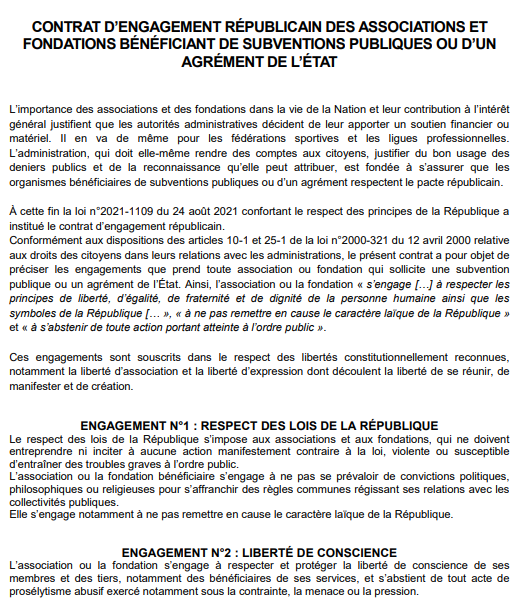 CONTRAT D’ENGAGEMENT RÉPUBLICAIN DES ASSOCIATIONS ET
FONDATIONS BÉNÉFICIANT DE SUBVENTIONS PUBLIQUES OU D’UN
AGRÉMENT DE L’ÉTAT
L’importance des associations et des fondations dans la vie de la Nation et leur contribution à l’intérêt
général justifient que les autorités administratives décident de leur apporter un soutien financier ou
matériel. Il en va de même pour les fédérations sportives et les ligues professionnelles.
L’administration, qui doit elle-même rendre des comptes aux citoyens, justifier du bon usage des
deniers publics et de la reconnaissance qu’elle peut attribuer, est fondée à s’assurer que les
organismes bénéficiaires de subventions publiques ou d’un agrément respectent le pacte républicain.
À cette fin la loi n°2021-1109 du 24 août 2021 confortant le respect des principes de la République a
institué le contrat d’engagement républicain.
Conformément aux dispositions des articles 10-1 et 25-1 de la loi n°2000-321 du 12 avril 2000 relative
aux droits des citoyens dans leurs relations avec les administrations, le présent contrat a pour objet de
préciser les engagements que prend toute association ou fondation qui sollicite une subvention
publique ou un agrément de l’État. Ainsi, l’association ou la fondation « s’engage […] à respecter les
principes de liberté, d’égalité, de fraternité et de dignité de la personne humaine ainsi que les
symboles de la République [… », « à ne pas remettre en cause le caractère laïque de la République »
et « à s’abstenir de toute action portant atteinte à l’ordre public ».
Ces engagements sont souscrits dans le respect des libertés constitutionnellement reconnues,
notamment la liberté d’association et la liberté d’expression dont découlent la liberté de se réunir, de
manifester et de création.
ENGAGEMENT N°1 : RESPECT DES LOIS DE LA RÉPUBLIQUE
Le respect des lois de la République s’impose aux associations et aux fondations, qui ne doivent
entreprendre ni inciter à aucune action manifestement contraire à la loi, violente ou susceptible
d’entraîner des troubles graves à l’ordre public.
L’association ou la fondation bénéficiaire s’engage à ne pas se prévaloir de convictions politiques,
philosophiques ou religieuses pour s’affranchir des règles communes régissant ses relations avec les
collectivités publiques.
Elle s’engage notamment à ne pas remettre en cause le caractère laïque de la République.
ENGAGEMENT N°2 : LIBERTÉ DE CONSCIENCE
L’association ou la fondation s’engage à respecter et protéger la liberté de conscience de ses
membres et des tiers, notamment des bénéficiaires de ses services, et s’abstient de tout acte de
prosélytisme abusif exercé notamment sous la contrainte, la menace ou la pression.